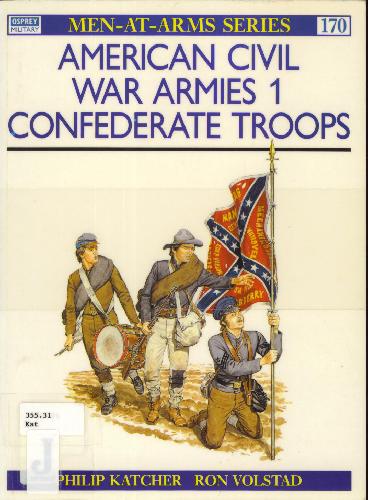 OSPREY
MILITARY
MEN-AT-ARMS SERIES
170
AMERICAN CIVIL
WAR ARMIES 1
CONFEDERATE TROOPS
355.31
Kat
J
PHILIP KATCHER RON VOLSTAD